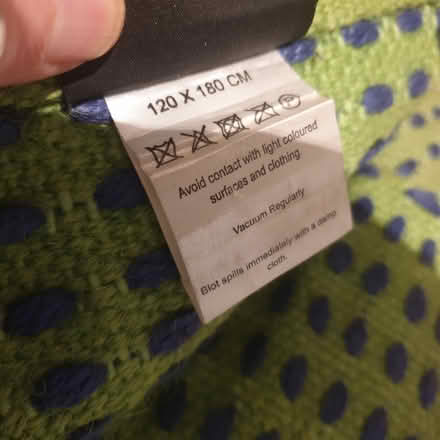 120 X 180 CM
Avoid contact with light coloured
surfaces and clothing.
Vacuum Regularly
Blot spills immediately with a damp
cloth.